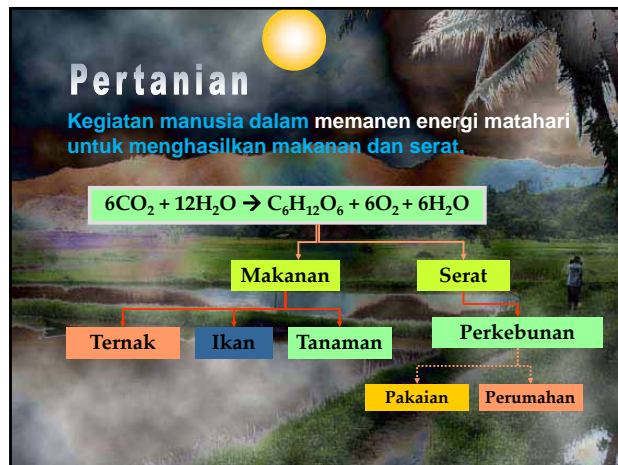 Pertanian
Kegiatan manusia dalam memanen energi matahari
untuk menghasilkan makanan dan serat.
6CO₂ + 12H₂O → C₆H₁₂O₆ + 6O₂ + 6H₂O
Makanan Serat
Ternak Ikan Tanaman Perkebunan
Pakaian Perumahan